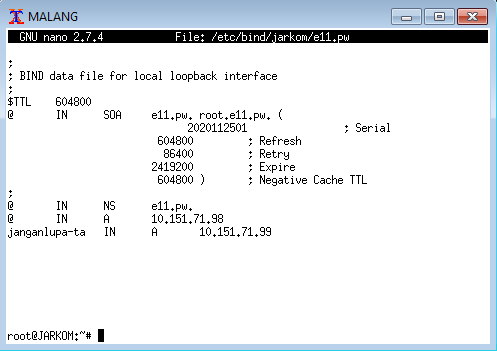 MALANG
GNU nano 2.7.4 File: /etc/bind/jarkom/e11.pw
;
; BIND data file for local loopback interface
;
$TTL 604800
@ IN SOA e11.pw. root.e11.pw. (
2020112501 ; Serial
604800 ; Refresh
86400 ; Retry
2419200 ; Expire
604800 ) ; Negative Cache TTL
;
@ IN NS e11.pw.
@ IN A 10.151.71.98
janganlupa-ta IN A 10.151.71.99
root@JARKOM:~#